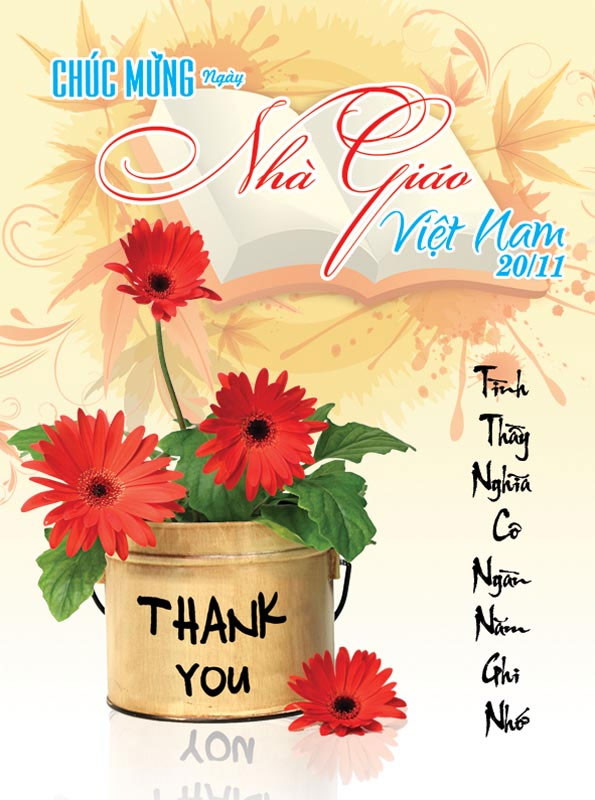 CHÚC MỪNG Ngày
Nhà Giáo
Việt Nam
20/11
Tình
Thầy
Nghĩa
Cô
Ngàn
Năm
Ghi
Nhớ
THANK
YOU